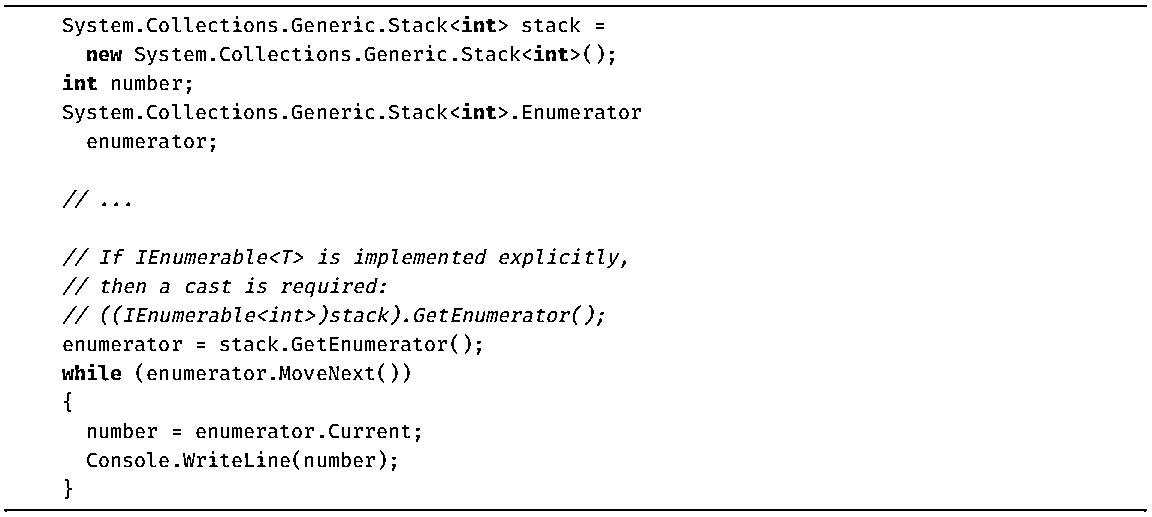 System.Collections.Generic.Stack<int> stack =
  new System.Collections.Generic.Stack<int>();
int number;
System.Collections.Generic.Stack<int>.Enumerator
  enumerator;

// ...

// If IEnumerable<T> is implemented explicitly,
// then a cast is required:
// ((IEnumerable<int>)stack).GetEnumerator();
enumerator = stack.GetEnumerator();
while (enumerator.MoveNext())
{
  number = enumerator.Current;
  Console.WriteLine(number);
}